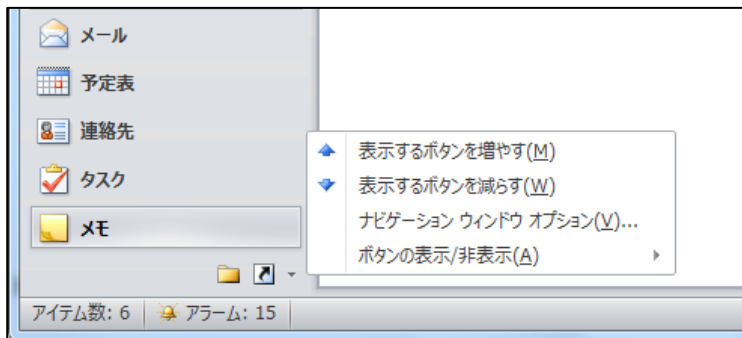 メール
予定表
連絡先
タスク
メモ
表示するボタンを増やす(M)
表示するボタンを減らす(W)
ナビゲーション ウィンドウ オプション(V)...
ボタンの表示/非表示(A)
アイテム数: 6 アラーム: 15